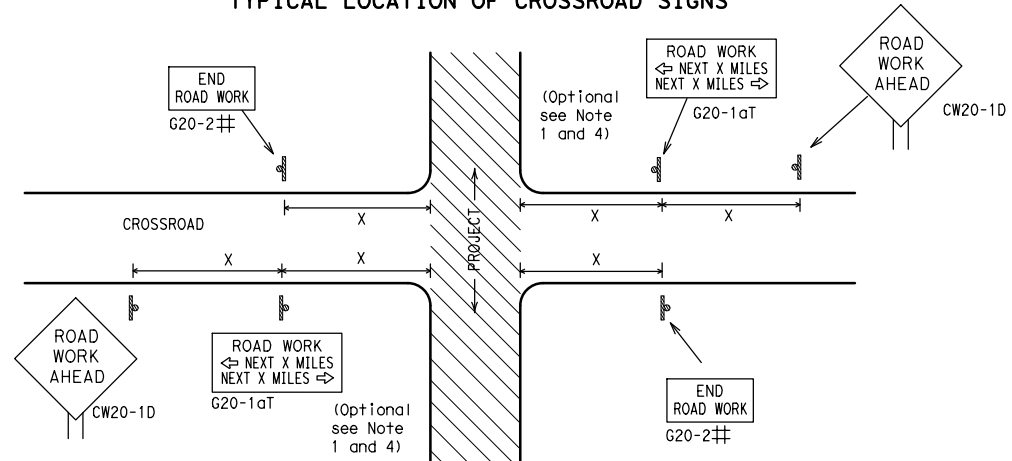 TYPICAL LOCATION OF CROSSROAD SIGNS
END
ROAD WORK
G20-2#
(Optional
see Note
1 and 4)
ROAD WORK
⇦ NEXT X MILES
NEXT X MILES ⇨
G20-1aT
ROAD
WORK
AHEAD
CW20-1D
X
X
X
CROSSROAD
PROJECT
X
X
X
ROAD
WORK
AHEAD
CW20-1D
ROAD WORK
⇦ NEXT X MILES
NEXT X MILES ⇨
G20-1aT
(Optional
see Note
1 and 4)
END
ROAD WORK
G20-2#